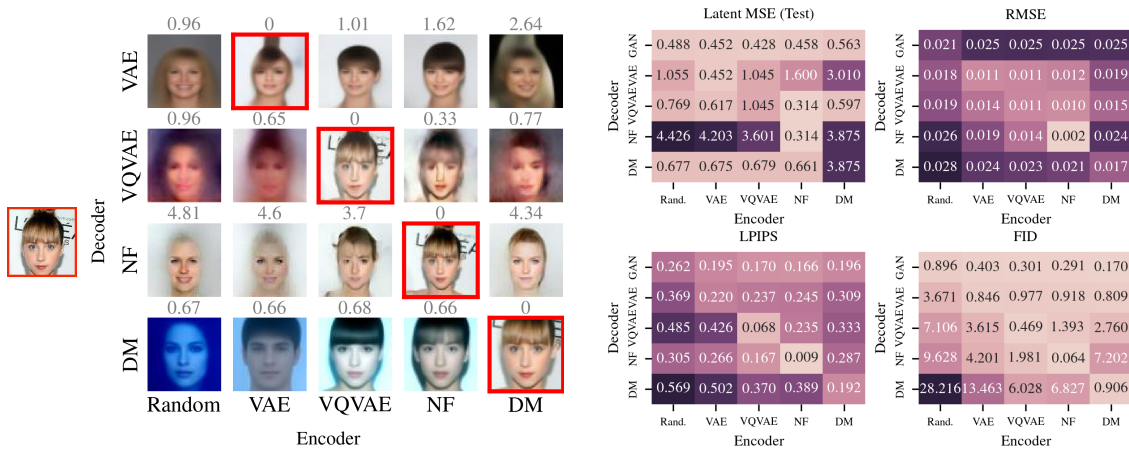 0.96 0 1.01 1.62 2.64
VAE
0.96 0.65 0 0.33 0.77
VQVAE
4.81 4.6 3.7 0 4.34
NF
0.67 0.66 0.68 0.66 0
DM
Decoder
Random VAE VQVAE NF DM
Encoder
Latent MSE (Test)
GAN 0.488 0.452 0.428 0.458 0.563
VAE 1.055 0.452 1.045 1.600 3.010
VQVAE 0.769 0.617 1.045 0.314 0.597
NF 4.426 4.203 3.601 0.314 3.875
DM 0.677 0.675 0.679 0.661 3.875
Decoder
Rand. VAE VQVAE NF DM
Encoder
RMSE
GAN 0.021 0.025 0.025 0.025 0.025
VAE 0.018 0.011 0.011 0.012 0.019
VQVAE 0.019 0.014 0.011 0.010 0.015
NF 0.026 0.019 0.014 0.002 0.024
DM 0.028 0.024 0.023 0.021 0.017
Decoder
Rand. VAE VQVAE NF DM
Encoder
LPIPS
GAN 0.262 0.195 0.170 0.166 0.196
VAE 0.369 0.220 0.237 0.245 0.309
VQVAE 0.485 0.426 0.068 0.235 0.333
NF 0.305 0.266 0.167 0.009 0.287
DM 0.569 0.502 0.370 0.389 0.192
Decoder
Rand. VAE VQVAE NF DM
Encoder
FID
GAN 0.896 0.403 0.301 0.291 0.170
VAE 3.671 0.846 0.977 0.918 0.809
VQVAE 7.106 3.615 0.469 1.393 2.760
NF 9.628 4.201 1.981 0.064 7.202
DM 28.216 13.463 6.028 6.827 0.906
Decoder
Rand. VAE VQVAE NF DM
Encoder